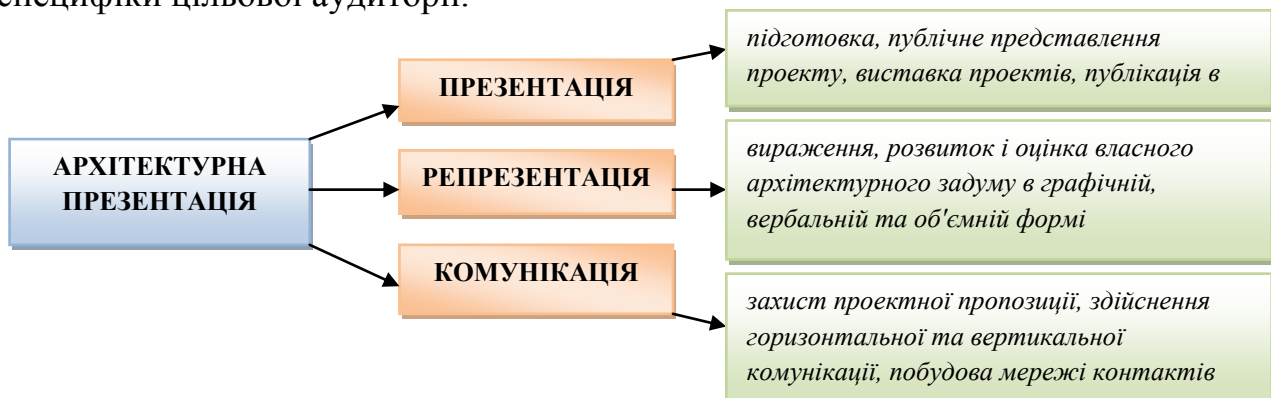 специфіки цільової аудиторії.
АРХІТЕКТУРНА
ПРЕЗЕНТАЦІЯ
ПРЕЗЕНТАЦІЯ
підготовка, публічне представлення
проекту, виставка проектів, публікація в
РЕПРЕЗЕНТАЦІЯ
вираження, розвиток і оцінка власного
архітектурного задуму в графічній,
вербальній та об'ємній формі
КОМУНІКАЦІЯ
захист проектної пропозиції, здійснення
горизонтальної та вертикальної
комунікації, побудова мережі контактів